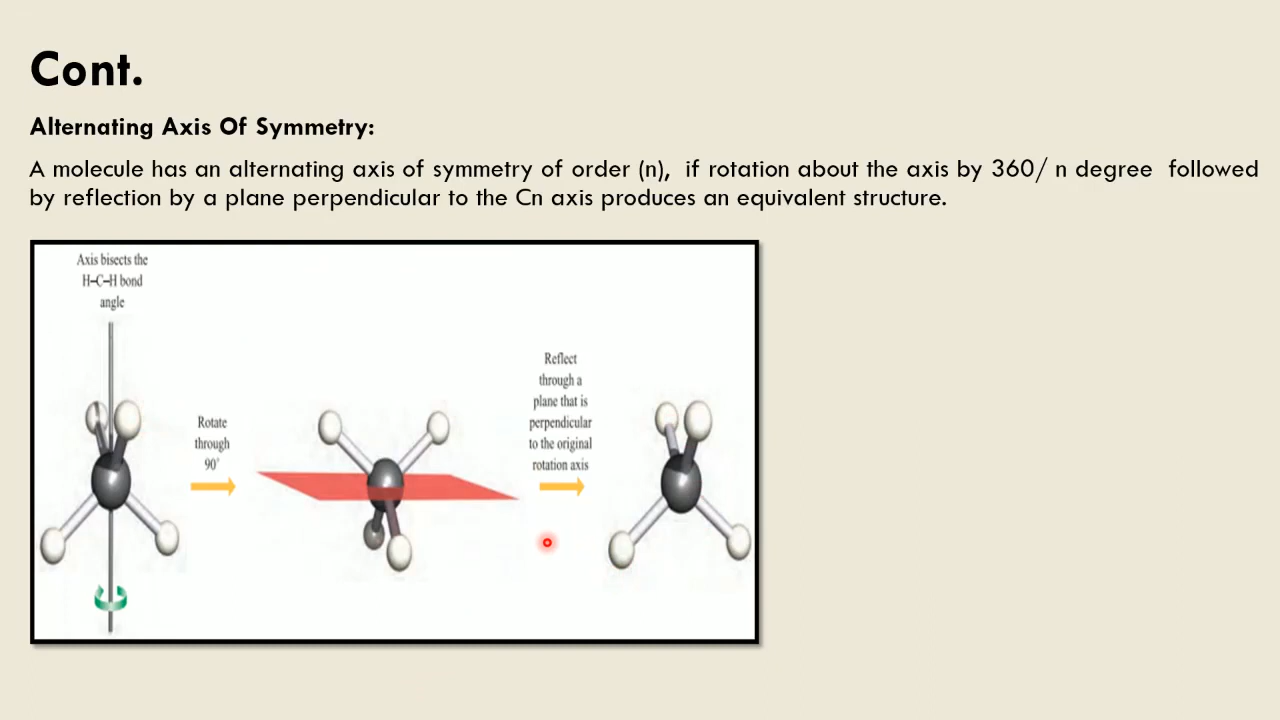 Cont.
Alternating Axis Of Symmetry:
A molecule has an alternating axis of symmetry of order (n), if rotation about the axis by 360/ n degree followed
by reflection by a plane perpendicular to the Cn axis produces an equivalent structure.
Axis bisects the
H–C–H bond
angle
Rotate
through
90°
Reflect
through a
plane that is
perpendicular
to the original
rotation axis